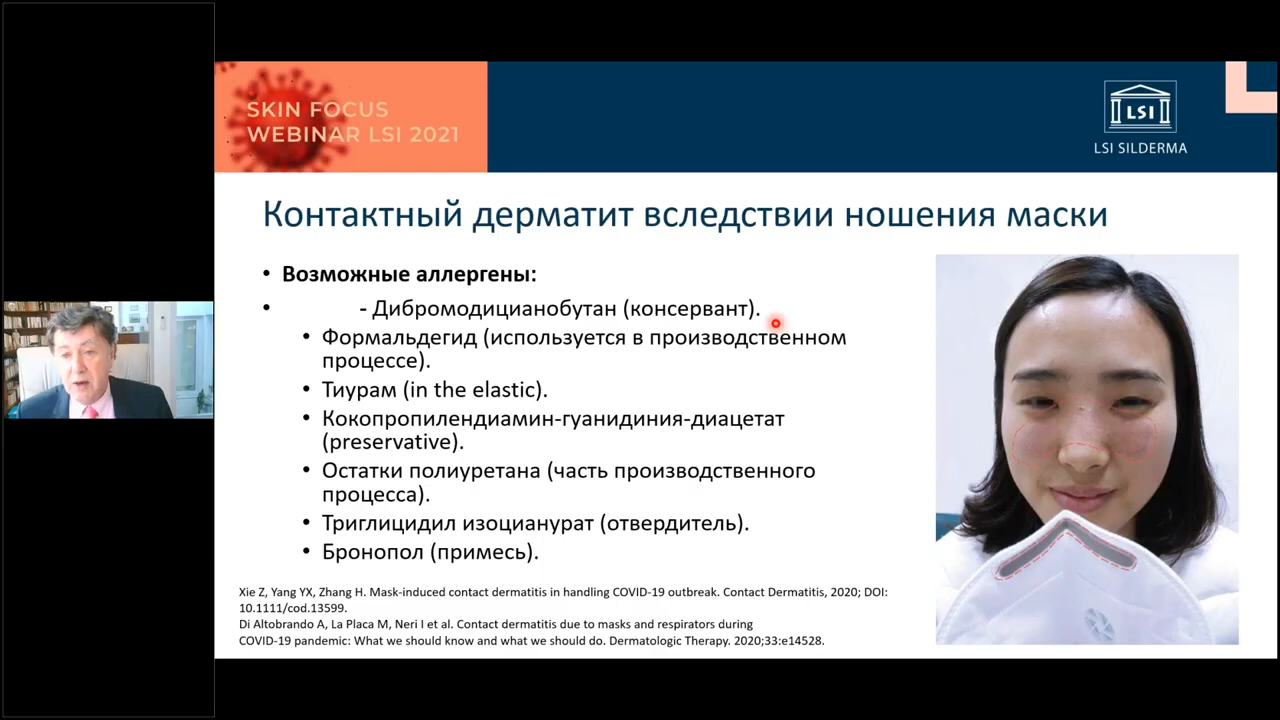 SKIN FOCUS
WEBINAR LSI 2021
LSI
LSI SILDERMA
Контактный дерматит вследствии ношения маски
• Возможные аллергены:
• - Дибромодицианобутан (консервант).
• Формальдегид (используется в производственном
процессе).
• Тиурам (in the elastic).
• Кокопропилендиамин-гуанидиния-диацетат
(preservative).
• Остатки полиуретана (часть производственного
процесса).
• Триглицидил изоцианурат (отвердитель).
• Бронопол (примесь).
Xie Z, Yang YX, Zhang H. Mask-induced contact dermatitis in handling COVID-19 outbreak. Contact Dermatitis, 2020; DOI:
10.1111/cod.13599.
Di Altobrando A, La Placa M, Neri I et al. Contact dermatitis due to masks and respirators during
COVID-19 pandemic: What we should know and what we should do. Dermatologic Therapy. 2020;33:e14528.